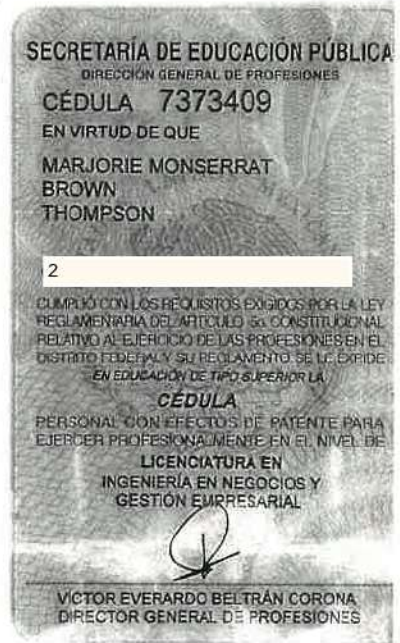 SECRETARÍA DE EDUCACIÓN PÚBLICA
DIRECCIÓN GENERAL DE PROFESIONES
CÉDULA 7373409
EN VIRTUD DE QUE
MARJORIE MONSERRAT
BROWN
THOMPSON
2
CUMPLIÓ CON LOS REQUISITOS EXIGIDOS POR LA LEY
REGLAMENTARIA DEL ARTÍCULO 5o. CONSTITUCIONAL
RELATIVO AL EJERCICIO DE LAS PROFESIONES EN EL
DISTRITO FEDERAL Y SU REGLAMENTO SE LE EXPIDE
EN EDUCACIÓN DE TIPO SUPERIOR LA
CÉDULA
PERSONAL CON EFECTOS DE PATENTE PARA
EJERCER PROFESIONALMENTE EN EL NIVEL DE
LICENCIATURA EN
INGENIERÍA EN NEGOCIOS Y
GESTIÓN EMPRESARIAL
VÍCTOR EVERARDO BELTRÁN CORONA
DIRECTOR GENERAL DE PROFESIONES